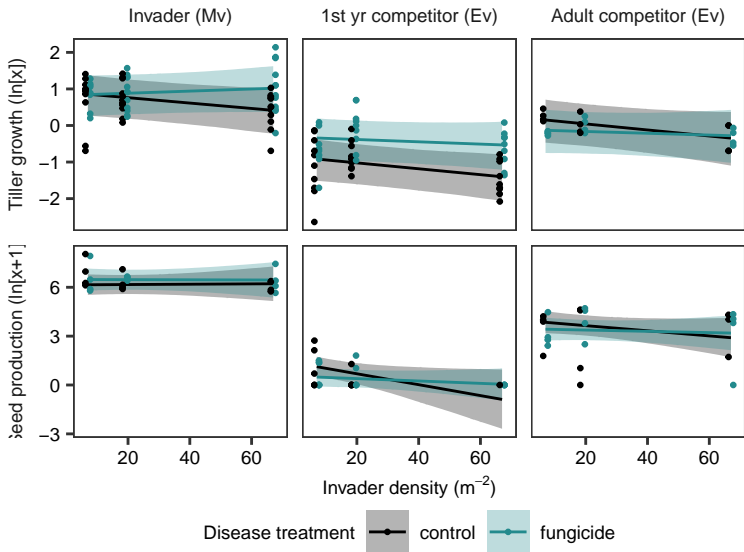 Invader (Mv) 1st yr competitor (Ev) Adult competitor (Ev)
Tiller growth (ln[x])
2
1
0
−1
−2
Seed production (ln[x+1]
6
3
0
−3
20 40 60 20 40 60 20 40 60
Invader density (m⁻²)
Disease treatment control fungicide